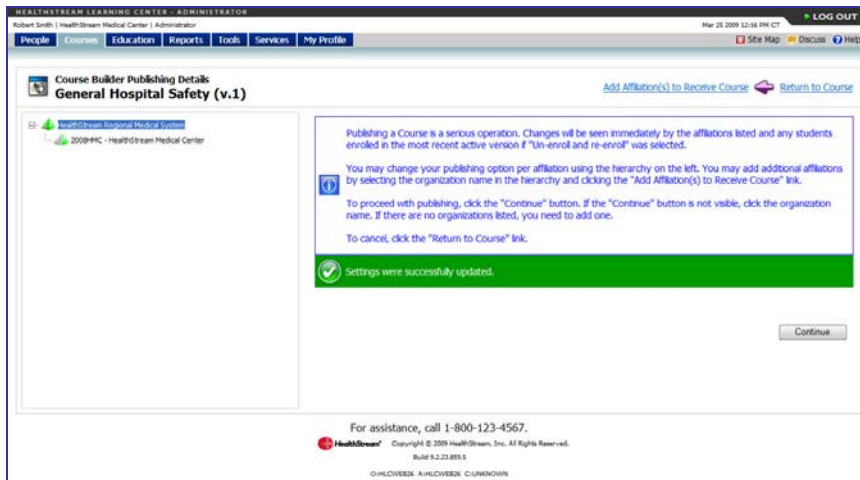 HEALTHSTREAM LEARNING CENTER - ADMINISTRATOR
LOG OUT
Robert Smith | HealthStream Medical Center | Administrator
Mar 25 2009 12:16 PM CT
People Courses Education Reports Tools Services My Profile
Site Map Discuss Help
Course Builder Publishing Details
General Hospital Safety (v.1)
Add Affiliation(s) to Receive Course Return to Course
HealthStream Regional Medical System
2008HMC - HealthStream Medical Center
Publishing a Course is a serious operation. Changes will be seen immediately by the affiliations listed and any students
enrolled in the most recent active version if "Un-enroll and re-enroll" was selected.
You may change your publishing option per affiliation using the hierarchy on the left. You may add additional affiliations
by selecting the organization name in the hierarchy and clicking the "Add Affiliation(s) to Receive Course" link.
To proceed with publishing, click the "Continue" button. If the "Continue" button is not visible, click the organization
name. If there are no organizations listed, you need to add one.
To cancel, click the "Return to Course" link.
Settings were successfully updated.
Continue
For assistance, call 1-800-123-4567.
HealthStream Copyright © 2009 HealthStream, Inc. All Rights Reserved.
Build 9.2.23.859.5
O:HLCWEB26 A:HLCWEB26 C:UNKNOWN